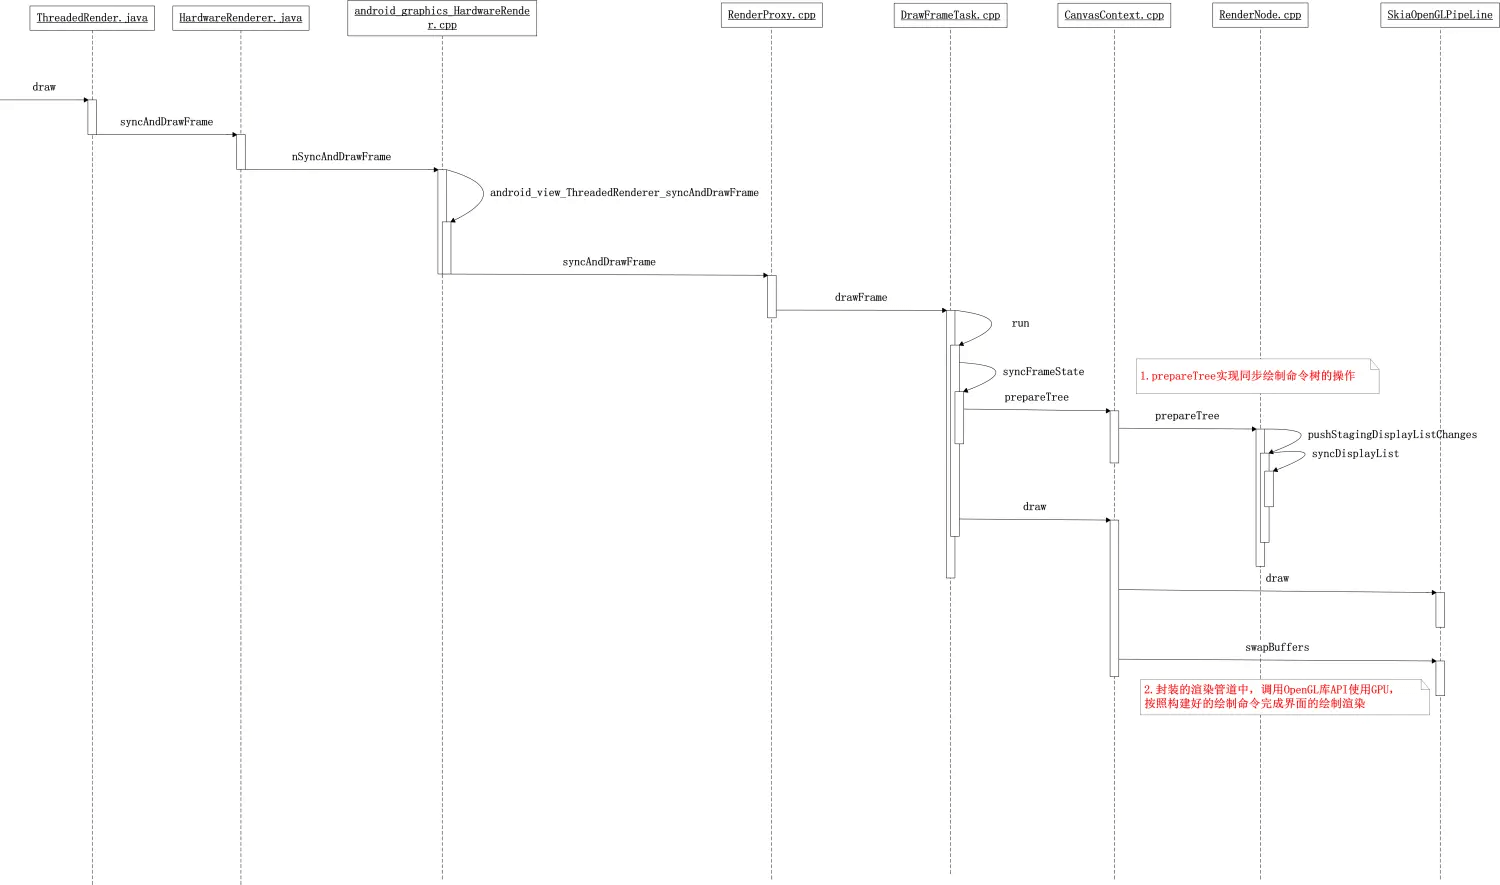 ThreadedRender.java
HardwareRenderer.java
android_graphics_HardwareRende
r.cpp
RenderProxy.cpp
DrawFrameTask.cpp
CanvasContext.cpp
RenderNode.cpp
SkiaOpenGLPipeLine
draw
syncAndDrawFrame
nSyncAndDrawFrame
android_view_ThreadedRenderer_syncAndDrawFrame
syncAndDrawFrame
drawFrame
run
syncFrameState
1.prepareTree实现同步绘制命令树的操作
prepareTree
prepareTree
pushStagingDisplayListChanges
syncDisplayList
draw
draw
swapBuffers
2.封装的渲染管道中，调用OpenGL库API使用GPU，
按照构建好的绘制命令完成界面的绘制渲染